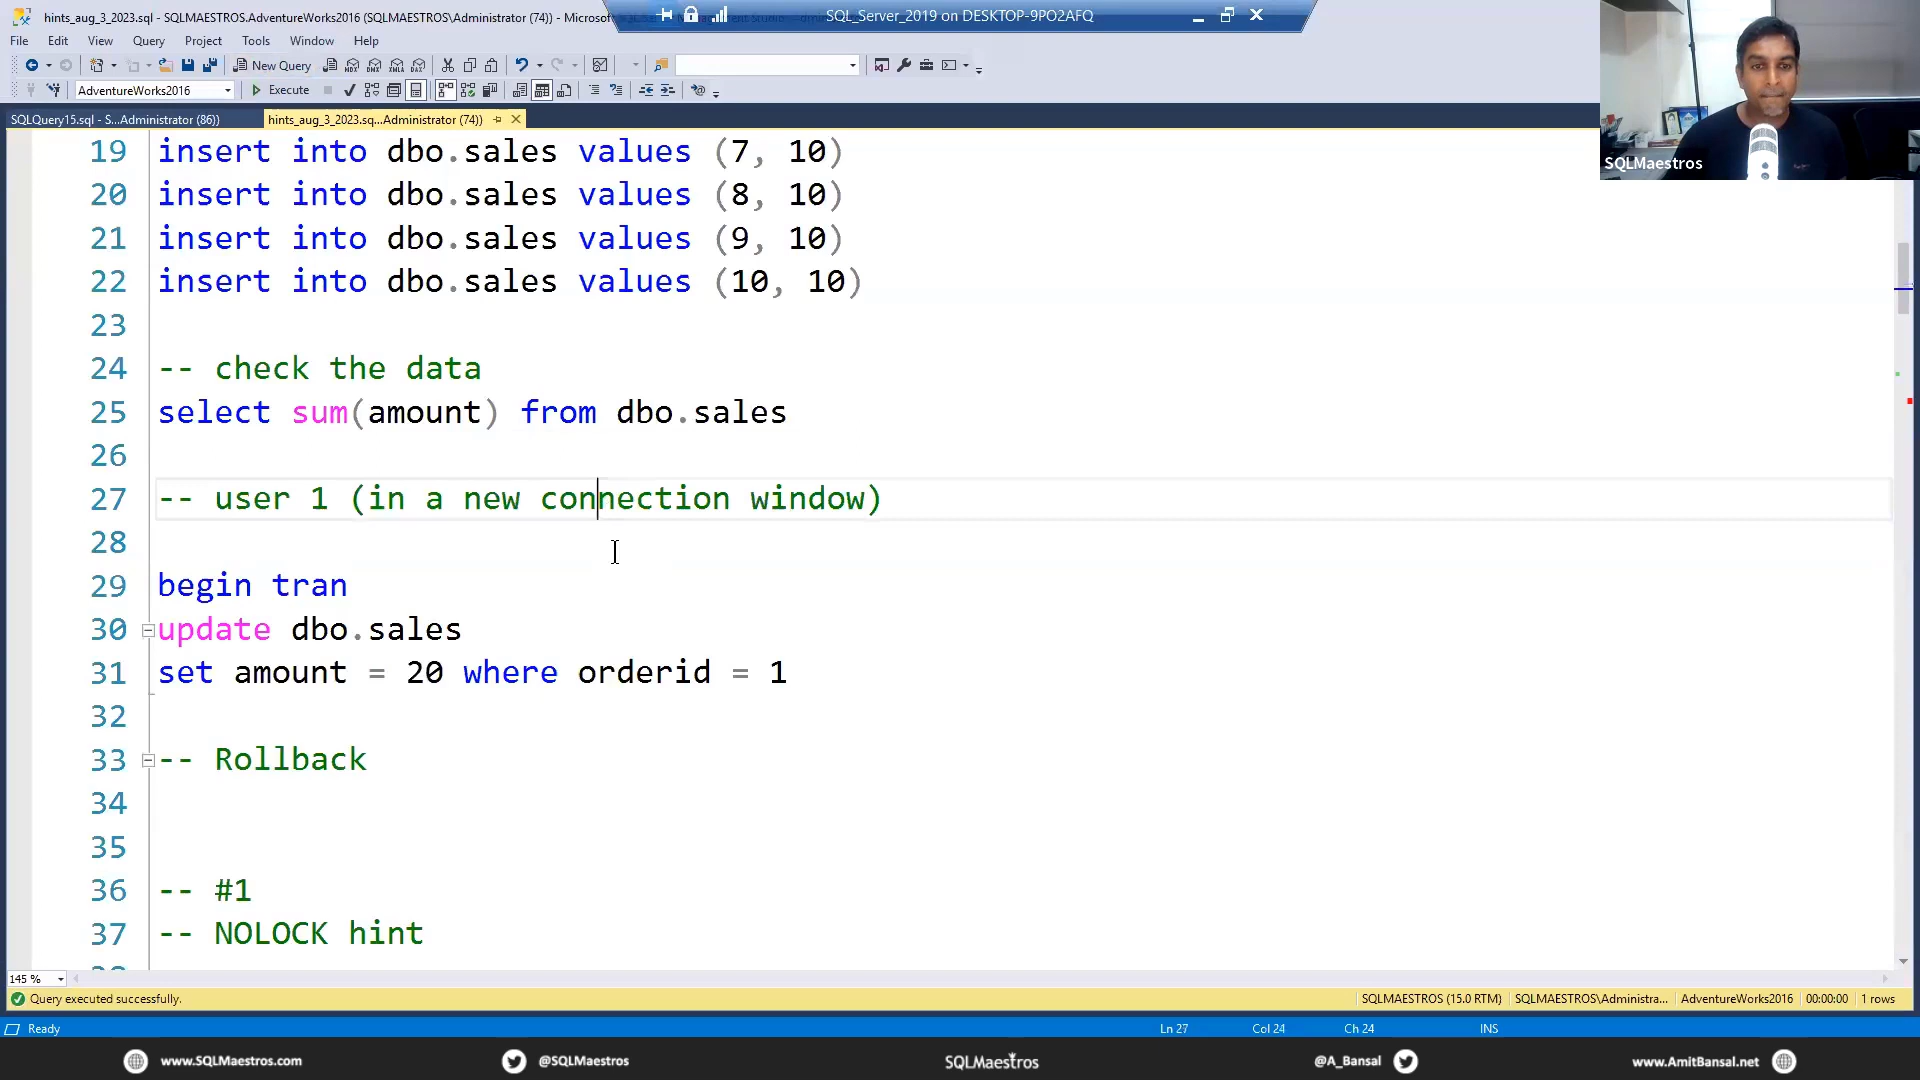 hints_aug_3_2023.sql - SQLMAESTROS.AdventureWorks2016 (SQLMAESTROS\Administrator (74)) - Microsof
SQL_Server_2019 on DESKTOP-9PO2AFQ
File Edit View Query Project Tools Window Help
New Query
AdventureWorks2016 Execute
SQLQuery15.sql - S...Administrator (86))
hints_aug_3_2023.sq...Administrator (74))
SQLMaestros
19 insert into dbo.sales values (7, 10)
20 insert into dbo.sales values (8, 10)
21 insert into dbo.sales values (9, 10)
22 insert into dbo.sales values (10, 10)
23
24 -- check the data
25 select sum(amount) from dbo.sales
26
27 -- user 1 (in a new connection window)
28
29 begin tran
30 update dbo.sales
31 set amount = 20 where orderid = 1
32
33 -- Rollback
34
35
36 -- #1
37 -- NOLOCK hint
145 %
Query executed successfully.
SQLMAESTROS (15.0 RTM) SQLMAESTROS\Administra... AdventureWorks2016 00:00:00 1 rows
Ready Ln 27 Col 24 Ch 24 INS
www.SQLMaestros.com @SQLMaestros SQLMaestros @A_Bansal www.AmitBansal.net